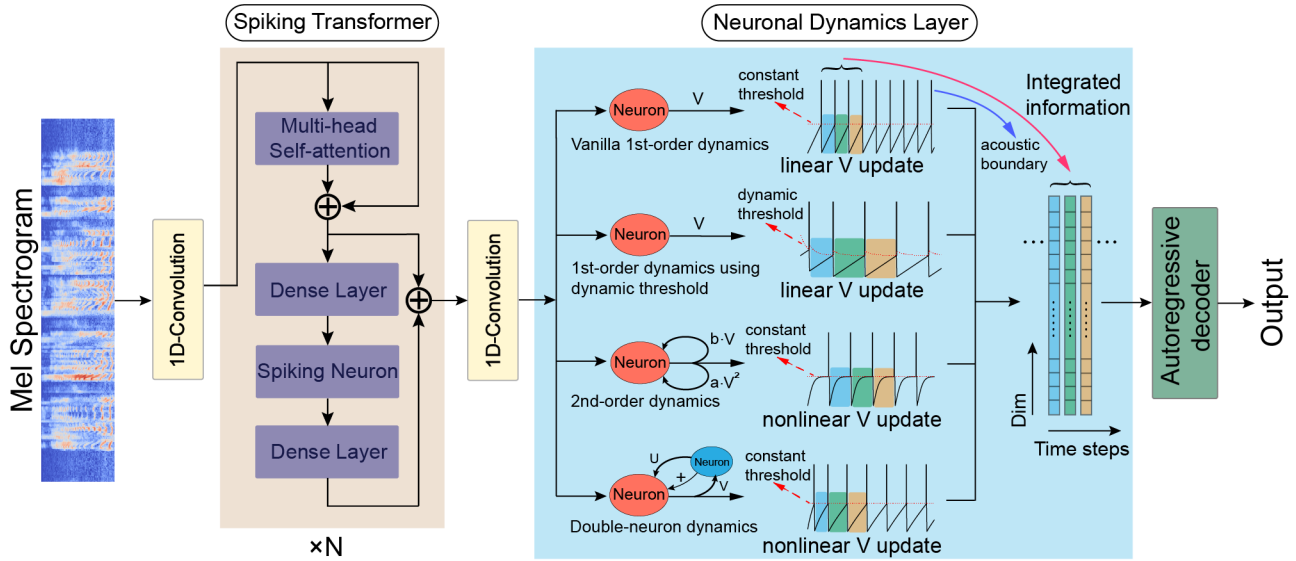 Spiking Transformer
Neuronal Dynamics Layer
Mel Spectrogram
1D-Convolution
Multi-head
Self-attention
Dense Layer
Spiking Neuron
Dense Layer
×N
1D-Convolution
Neuron
V
Vanilla 1st-order dynamics
constant
threshold
linear V update
Neuron
V
1st-order dynamics using
dynamic threshold
dynamic
threshold
linear V update
Neuron
b·V
a·V²
2nd-order dynamics
constant
threshold
nonlinear V update
Neuron
U
+
V
Neuron
Double-neuron dynamics
constant
threshold
nonlinear V update
Integrated
information
acoustic
boundary
Dim
Time steps
Autoregressive
decoder
Output